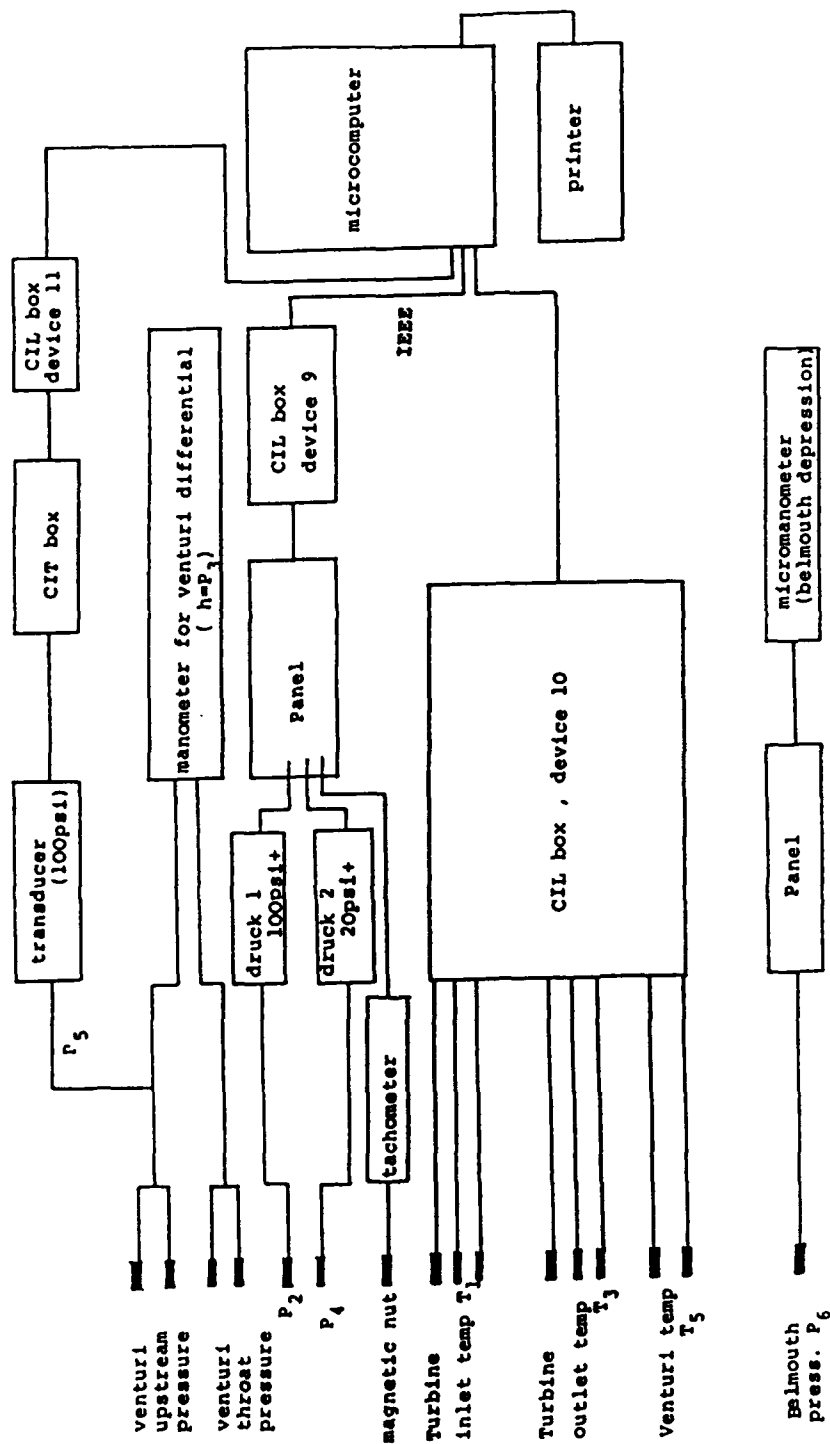 venturi
upstream
pressure
venturi
throat
pressure
P2
P4
magnetic nut
Turbine
inlet temp T1
Turbine
outlet temp
T3
Venturi temp
T5
Belmouth
press. P6
P5
transducer
(100psi)
CIT box
CIL box
device 11
manometer for venturi differential
( h=P3)
druck 1
100psi+
druck 2
20psi+
tachometer
Panel
CIL box
device 9
IEEE
microcomputer
printer
CIL box , device 10
Panel
micromanometer
(belmouth depression)